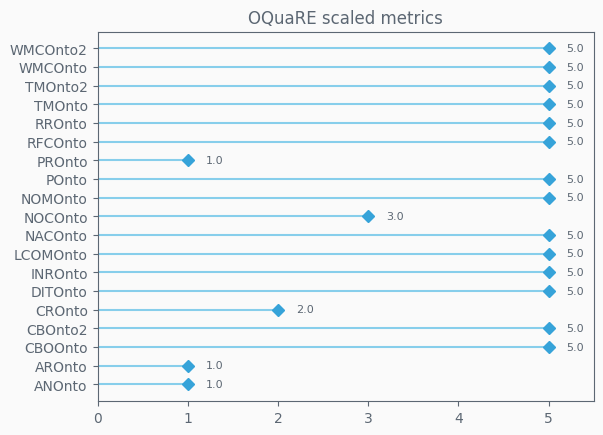 OQuaRE scaled metrics
WMCOnto2 5.0
WMCOnto 5.0
TMOnto2 5.0
TMOnto 5.0
RROnto 5.0
RFCOnto 5.0
PROnto 1.0
POnto 5.0
NOMOnto 5.0
NOCOnto 3.0
NACOnto 5.0
LCOMOnto 5.0
INROnto 5.0
DITOnto 5.0
CROnto 2.0
CBOnto2 5.0
CBOOnto 5.0
AROnto 1.0
ANOnto 1.0
0 1 2 3 4 5